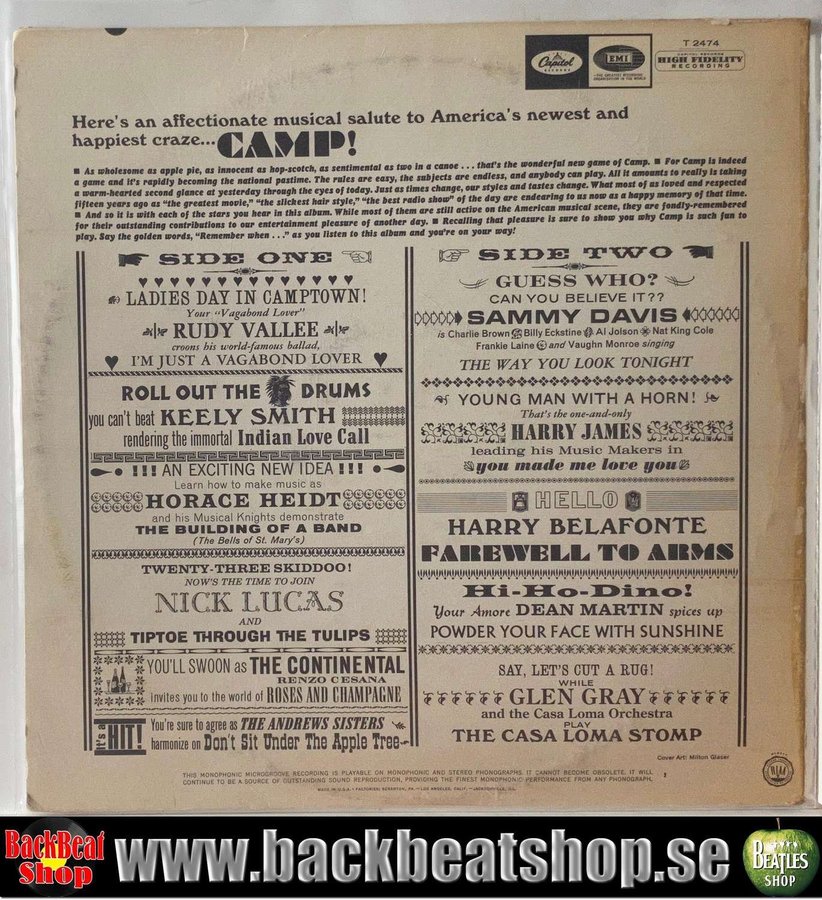 Capitol
RECORDS
EMI
THE GREATEST RECORDING
ORGANISATION IN THE WORLD
T 2474
CAPITOL RECORDS
HIGH FIDELITY
RECORDING
Here's an affectionate musical salute to America's newest and
happiest craze...CAMP!
■ As wholesome as apple pie, as innocent as hop-scotch, as sentimental as two in a canoe . . . that's the wonderful new game of Camp. ■ For Camp is indeed
a game and it's rapidly becoming the national pastime. The rules are easy, the subjects are endless, and anybody can play. All it amounts to really is taking
a warm-hearted second glance at yesterday through the eyes of today. Just as times change, our styles and tastes change. What most of us loved and respected
fifteen years ago as "the greatest movie," "the slickest hair style," "the best radio show" of the day are endearing to us now as a happy memory of that time.
■ And so it is with each of the stars you hear in this album. While most of them are still active on the American musical scene, they are fondly-remembered
for their outstanding contributions to our entertainment pleasure of another day. ■ Recalling that pleasure is sure to show you why Camp is such fun to
play. Say the golden words, "Remember when . . ." as you listen to this album and you're on your way!
SIDE ONE
LADIES DAY IN CAMPTOWN!
Your "Vagabond Lover"
RUDY VALLEE
croons his world-famous ballad,
I'M JUST A VAGABOND LOVER
ROLL OUT THE DRUMS
you can't beat KEELY SMITH
rendering the immortal Indian Love Call
!!! AN EXCITING NEW IDEA !!!
Learn how to make music as
HORACE HEIDT
and his Musical Knights demonstrate
THE BUILDING OF A BAND
(The Bells of St. Mary's)
TWENTY-THREE SKIDDOO!
NOW'S THE TIME TO JOIN
NICK LUCAS
AND
TIPTOE THROUGH THE TULIPS
YOU'LL SWOON as THE CONTINENTAL
RENZO CESANA
invites you to the world of ROSES AND CHAMPAGNE
It's a HIT!
You're sure to agree as THE ANDREWS SISTERS
harmonize on Don't Sit Under The Apple Tree
SIDE TWO
GUESS WHO?
CAN YOU BELIEVE IT??
SAMMY DAVIS
is Charlie Brown Billy Eckstine Al Jolson Nat King Cole
Frankie Laine and Vaughn Monroe singing
THE WAY YOU LOOK TONIGHT
YOUNG MAN WITH A HORN!
That's the one-and-only
HARRY JAMES
leading his Music Makers in
you made me love you
HELLO
HARRY BELAFONTE
FAREWELL TO ARMS
Hi-Ho-Dino!
Your Amore DEAN MARTIN spices up
POWDER YOUR FACE WITH SUNSHINE
SAY, LET'S CUT A RUG!
WHILE
GLEN GRAY
and the Casa Loma Orchestra
PLAY
THE CASA LOMA STOMP
Cover Art: Milton Glaser
THIS MONOPHONIC MICROGROOVE RECORDING IS PLAYABLE ON MONOPHONIC AND STEREO PHONOGRAPHS. IT CANNOT BECOME OBSOLETE. IT WILL
CONTINUE TO BE A SOURCE OF OUTSTANDING SOUND REPRODUCTION, PROVIDING THE FINEST MONOPHONIC PERFORMANCE FROM ANY PHONOGRAPH.
MADE IN U.S.A. • FACTORIES: SCRANTON, PA. — LOS ANGELES, CALIF. — JACKSONVILLE, ILL.
BackBeat
Shop
www.backbeatshop.se
BEATLES
SHOP